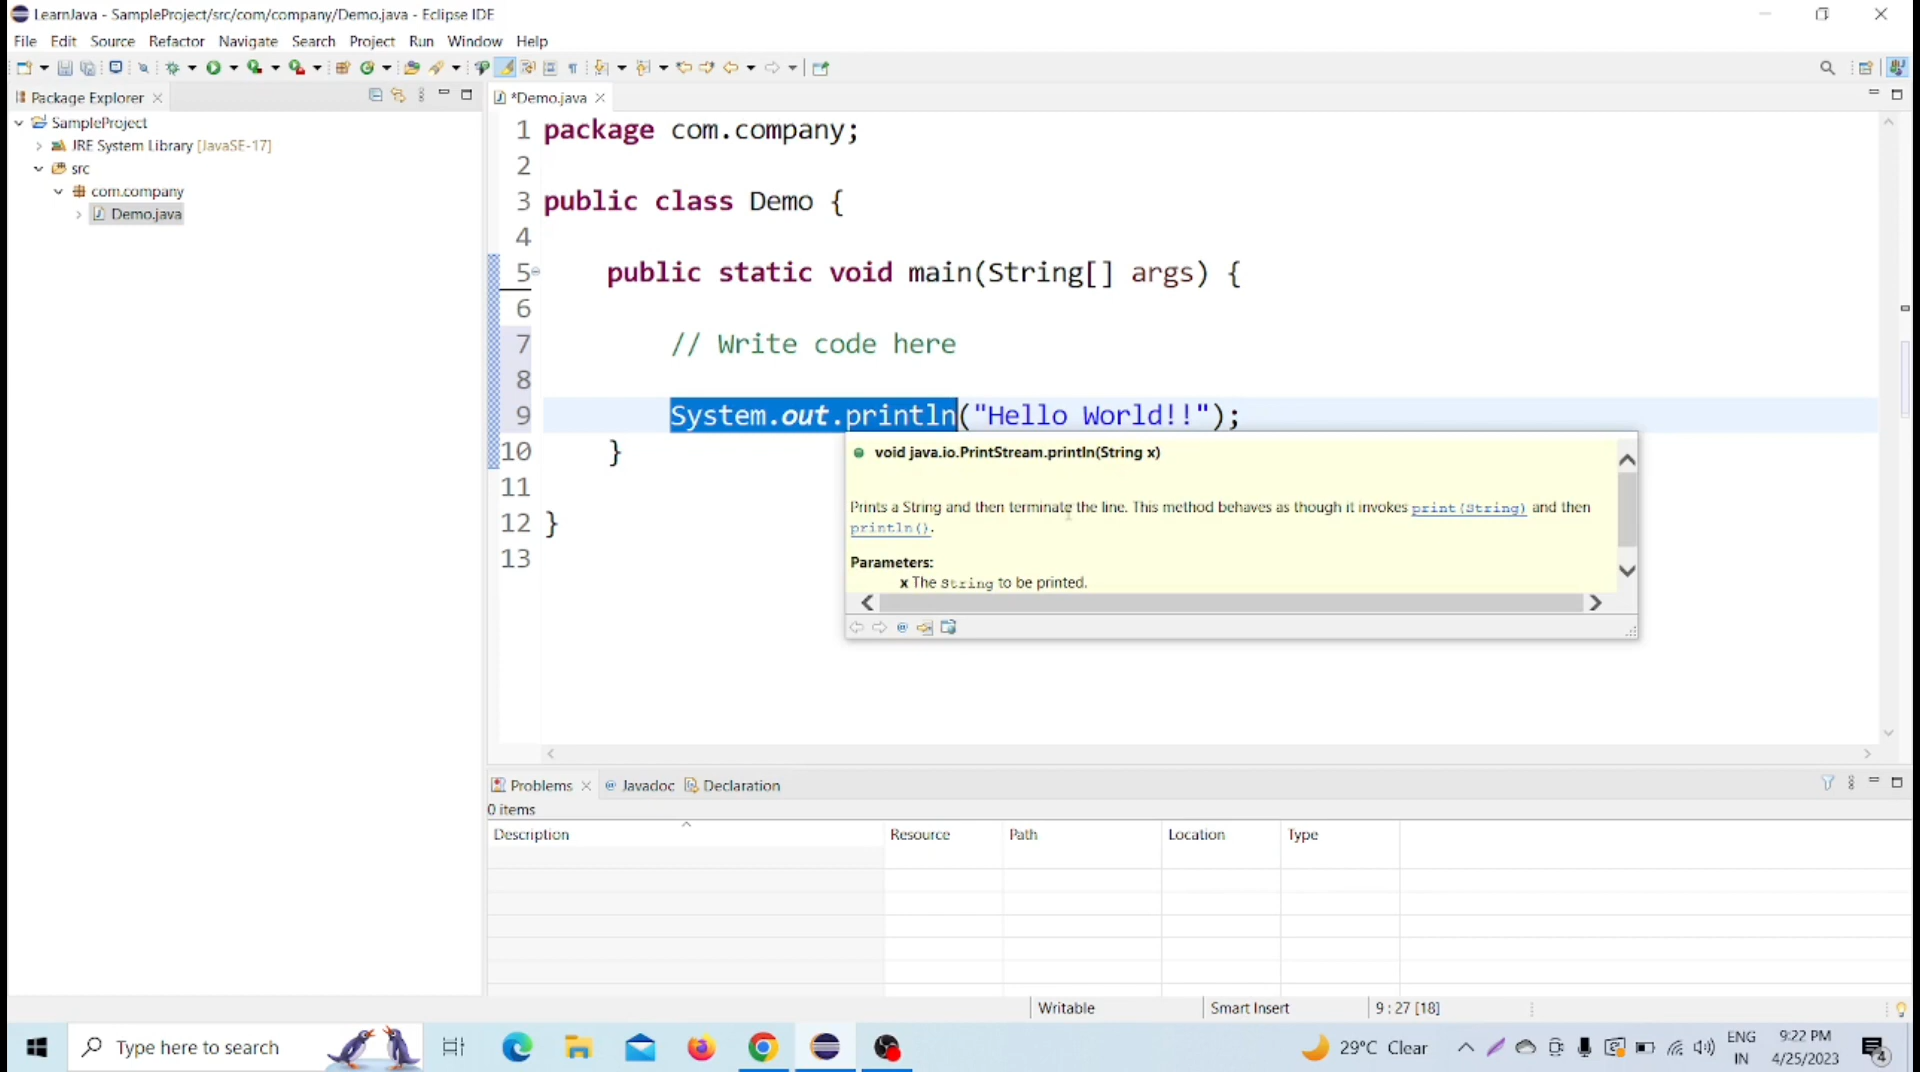 LearnJava - SampleProject/src/com/company/Demo.java - Eclipse IDE
File Edit Source Refactor Navigate Search Project Run Window Help
Package Explorer
*Demo.java
SampleProject
JRE System Library [JavaSE-17]
src
com.company
Demo.java
1 package com.company;
2
3 public class Demo {
4
5 public static void main(String[] args) {
6
7 // Write code here
8
9 System.out.println("Hello World!!");
10 }
11
12 }
13
void java.io.PrintStream.println(String x)
Prints a String and then terminate the line. This method behaves as though it invokes print(String) and then
println().
Parameters:
x The String to be printed.
Problems Javadoc Declaration
0 items
Description Resource Path Location Type
Writable Smart Insert 9 : 27 [18]
Type here to search
29°C Clear
ENG
IN
9:22 PM
4/25/2023
4